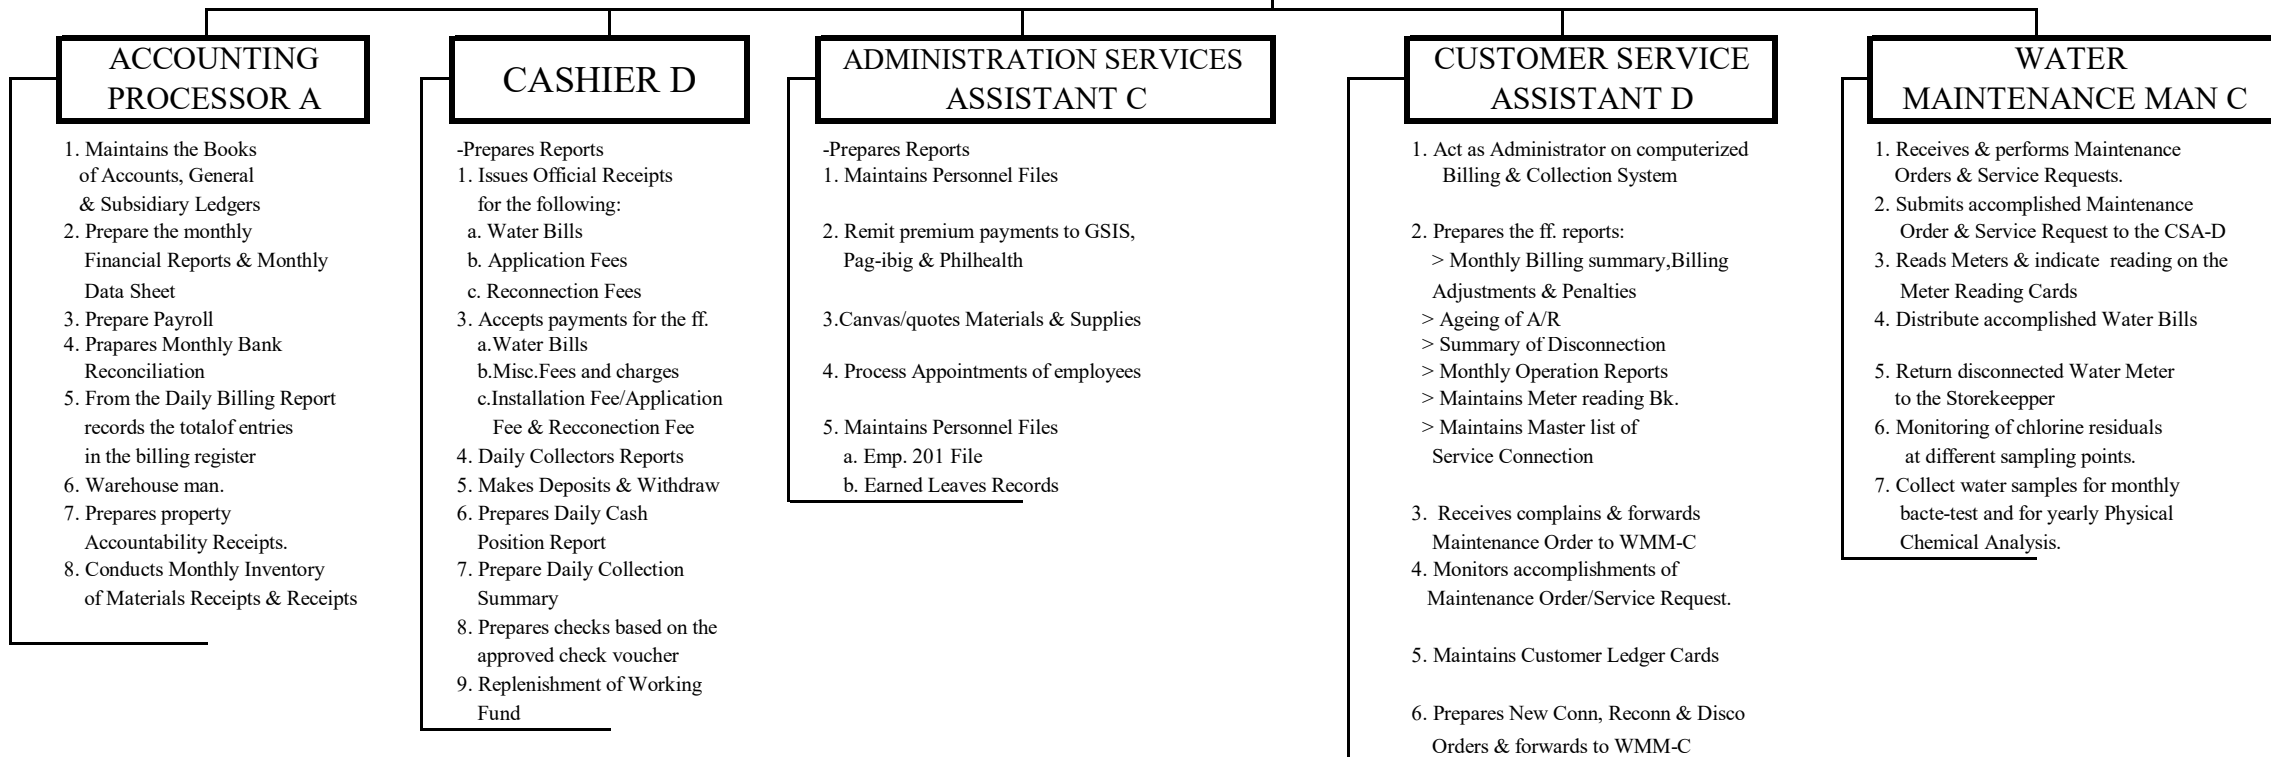 ACCOUNTING
PROCESSOR A
1. Maintains the Books
of Accounts, General
& Subsidiary Ledgers
2. Prepare the monthly
Financial Reports & Monthly
Data Sheet
3. Prepare Payroll
4. Prapares Monthly Bank
Reconciliation
5. From the Daily Billing Report
records the totalof entries
in the billing register
6. Warehouse man.
7. Prepares property
Accountability Receipts.
8. Conducts Monthly Inventory
of Materials Receipts & Receipts
CASHIER D
-Prepares Reports
1. Issues Official Receipts
for the following:
a. Water Bills
b. Application Fees
c. Reconnection Fees
3. Accepts payments for the ff.
a.Water Bills
b.Misc.Fees and charges
c.Installation Fee/Application
Fee & Recconection Fee
4. Daily Collectors Reports
5. Makes Deposits & Withdraw
6. Prepares Daily Cash
Position Report
7. Prepare Daily Collection
Summary
8. Prepares checks based on the
approved check voucher
9. Replenishment of Working
Fund
ADMINISTRATION SERVICES
ASSISTANT C
-Prepares Reports
1. Maintains Personnel Files
2. Remit premium payments to GSIS,
Pag-ibig & Philhealth
3.Canvas/quotes Materials & Supplies
4. Process Appointments of employees
5. Maintains Personnel Files
a. Emp. 201 File
b. Earned Leaves Records
CUSTOMER SERVICE
ASSISTANT D
1. Act as Administrator on computerized
Billing & Collection System
2. Prepares the ff. reports:
> Monthly Billing summary,Billing
Adjustments & Penalties
> Ageing of A/R
> Summary of Disconnection
> Monthly Operation Reports
> Maintains Meter reading Bk.
> Maintains Master list of
Service Connection
3. Receives complains & forwards
Maintenance Order to WMM-C
4. Monitors accomplishments of
Maintenance Order/Service Request.
5. Maintains Customer Ledger Cards
6. Prepares New Conn, Reconn & Disco
Orders & forwards to WMM-C
WATER
MAINTENANCE MAN C
1. Receives & performs Maintenance
Orders & Service Requests.
2. Submits accomplished Maintenance
Order & Service Request to the CSA-D
3. Reads Meters & indicate reading on the
Meter Reading Cards
4. Distribute accomplished Water Bills
5. Return disconnected Water Meter
to the Storekeepper
6. Monitoring of chlorine residuals
at different sampling points.
7. Collect water samples for monthly
bacte-test and for yearly Physical
Chemical Analysis.